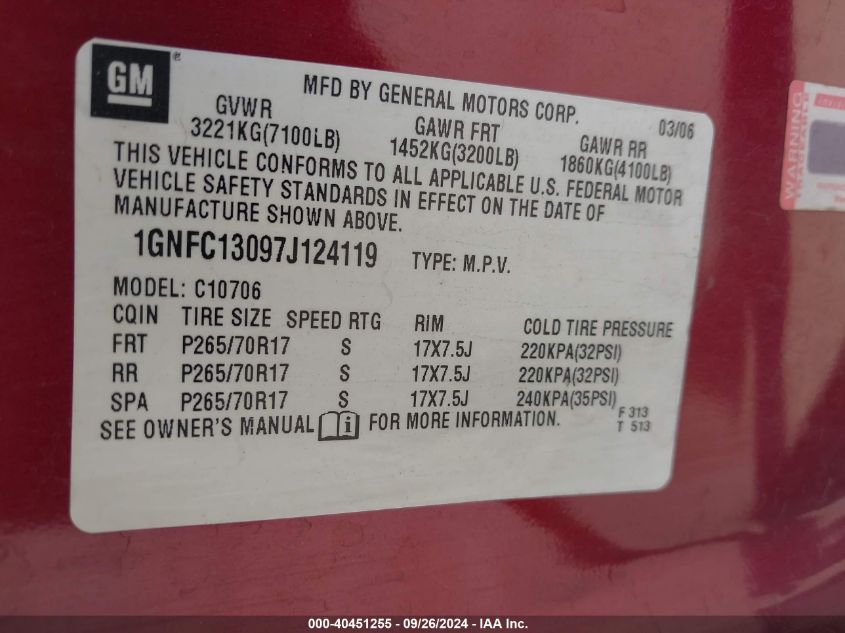 GM®
MFD BY GENERAL MOTORS CORP. 03/06
GVWR GAWR FRT GAWR RR
3221KG(7100LB) 1452KG(3200LB) 1860KG(4100LB)
THIS VEHICLE CONFORMS TO ALL APPLICABLE U.S. FEDERAL MOTOR
VEHICLE SAFETY STANDARDS IN EFFECT ON THE DATE OF
MANUFACTURE SHOWN ABOVE.
1GNFC13097J124119 TYPE: M.P.V.
MODEL: C10706
CQIN TIRE SIZE SPEED RTG RIM COLD TIRE PRESSURE
FRT P265/70R17 S 17X7.5J 220KPA(32PSI)
RR P265/70R17 S 17X7.5J 220KPA(32PSI)
SPA P265/70R17 S 17X7.5J 240KPA(35PSI)
F 313
T 513
SEE OWNER'S MANUAL i FOR MORE INFORMATION.
WARNING
000-40451255 - 09/26/2024 - IAA Inc.